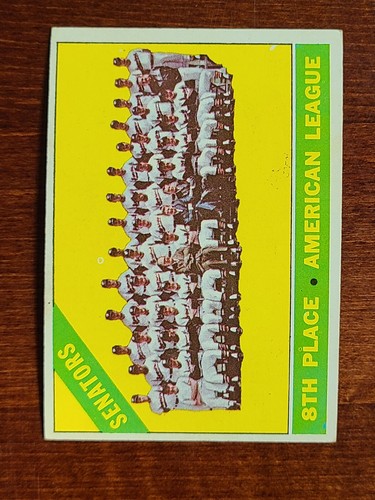 SENATORS
8TH PLACE • AMERICAN LEAGUE